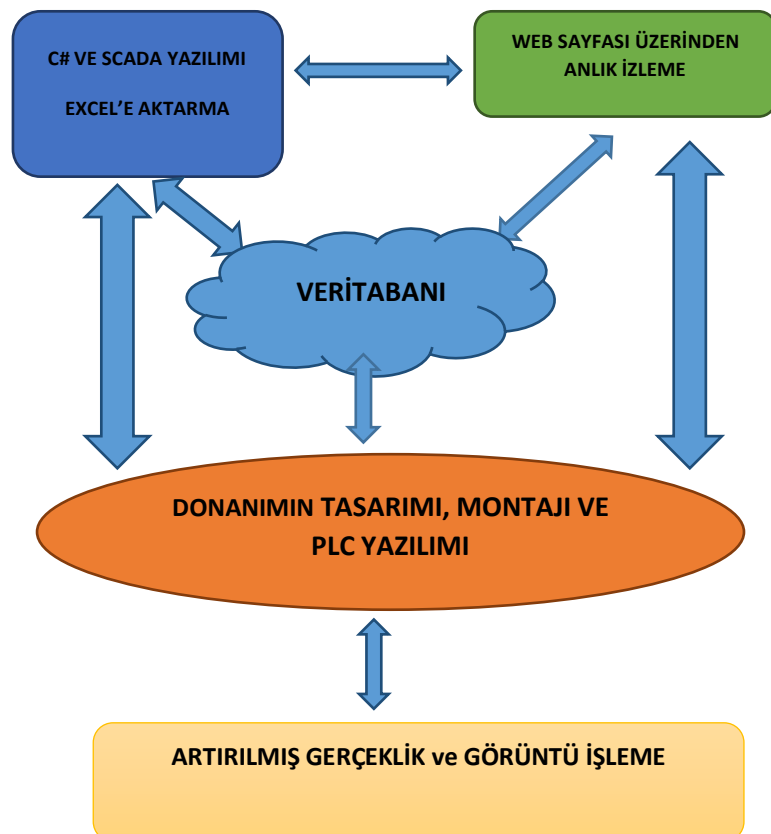 C# VE SCADA YAZILIMI
EXCEL'E AKTARMA
WEB SAYFASI ÜZERİNDEN
ANLIK İZLEME
VERİTABANI
DONANIMIN TASARIMI, MONTAJI VE
PLC YAZILIMI
ARTIRILMIŞ GERÇEKLİK ve GÖRÜNTÜ İŞLEME